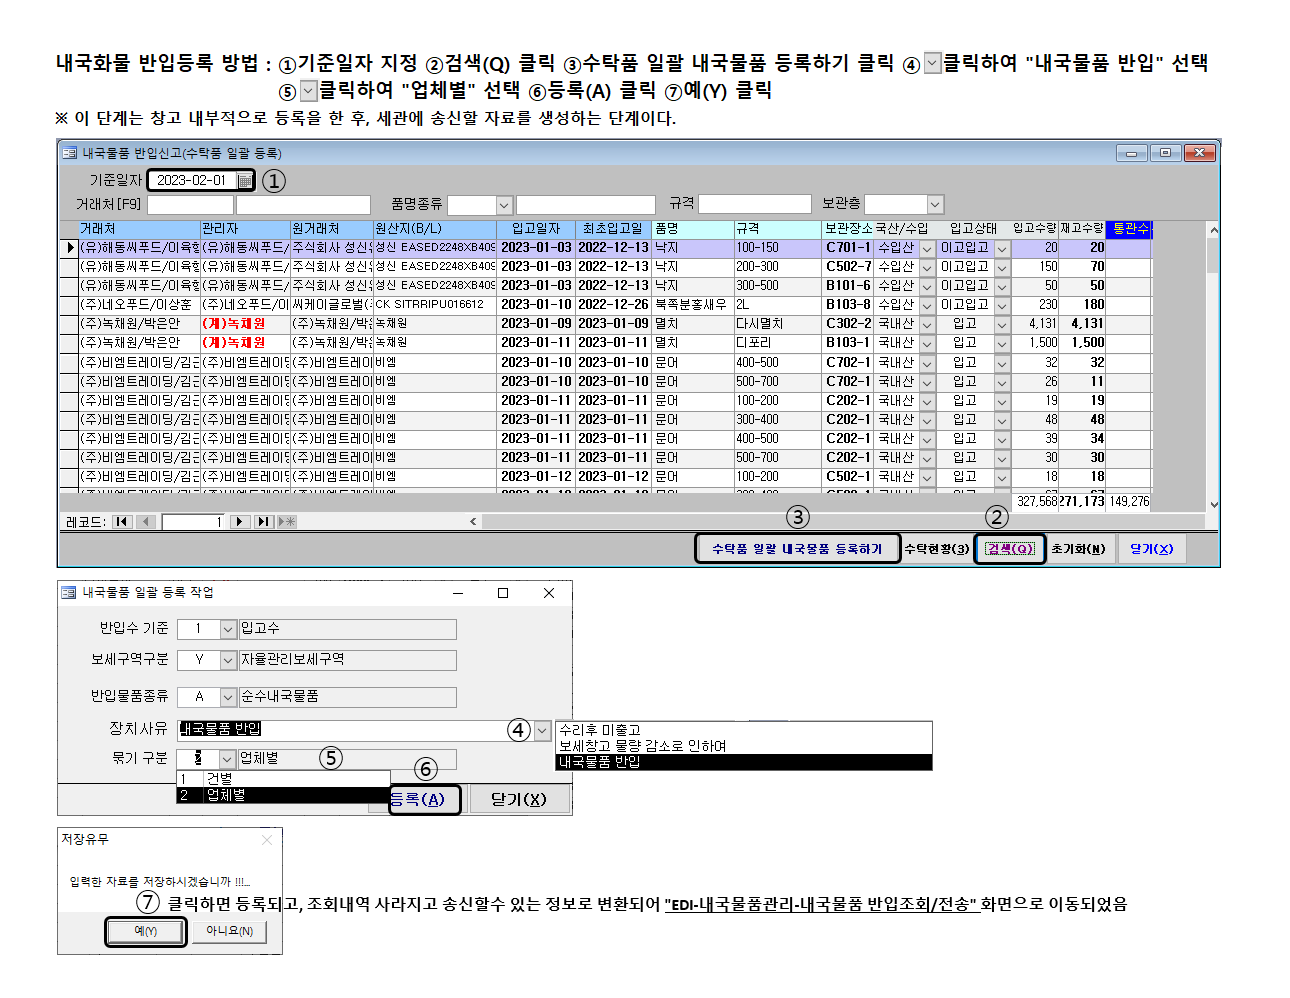 내국화물 반입등록 방법 : ①기준일자 지정 ②검색(Q) 클릭 ③수탁품 일괄 내국물품 등록하기 클릭 ④클릭하여 "내국물품 반입" 선택
⑤클릭하여 "업체별" 선택 ⑥등록(A) 클릭 ⑦예(Y) 클릭
※ 이 단계는 창고 내부적으로 등록을 한 후, 세관에 송신할 자료를 생성하는 단계이다.
내국물품 반입신고(수탁품 일괄 등록)
기준일자 2023-02-01 ①
거래처[F9] 품명종류 규격 보관층
거래처 관리자 원거래처 원산지(B/L) 입고일자 최초입고일 품명 규격 보관장소 국산/수입 입고상태 입고수량 재고수량 통관수
(유)해동씨푸드/이육형 (유)해동씨푸드/ 주식회사 성신 성신 EASED2248XB409 2023-01-03 2022-12-13 낙지 100-150 C701-1 수입산 이고입고 20 20
(유)해동씨푸드/이육형 (유)해동씨푸드/ 주식회사 성신 성신 EASED2248XB409 2023-01-03 2022-12-13 낙지 200-300 C502-7 수입산 이고입고 150 70
(유)해동씨푸드/이육형 (유)해동씨푸드/ 주식회사 성신 성신 EASED2248XB409 2023-01-03 2022-12-13 낙지 300-500 B101-6 수입산 이고입고 50 50
(주)네오푸드/이상훈 (주)네오푸드/이 씨케이글로벌( CK SITRRIPU016612 2023-01-10 2022-12-26 북쪽분홍새우 2L B103-8 수입산 이고입고 230 180
(주)녹채원/박은안 (계)녹채원 (주)녹채원/박 녹채원 2023-01-09 2023-01-09 멸치 다시멸치 C302-2 국내산 입고 4,131 4,131
(주)녹채원/박은안 (계)녹채원 (주)녹채원/박 녹채원 2023-01-11 2023-01-11 멸치 디포리 B103-1 국내산 입고 1,500 1,500
(주)비엠트레이딩/김근 (주)비엠트레이딩 (주)비엠트레이 비엠 2023-01-10 2023-01-10 문어 400-500 C702-1 국내산 입고 32 32
(주)비엠트레이딩/김근 (주)비엠트레이딩 (주)비엠트레이 비엠 2023-01-10 2023-01-10 문어 500-700 C702-1 국내산 입고 26 11
(주)비엠트레이딩/김근 (주)비엠트레이딩 (주)비엠트레이 비엠 2023-01-11 2023-01-11 문어 100-200 C202-1 국내산 입고 19 19
(주)비엠트레이딩/김근 (주)비엠트레이딩 (주)비엠트레이 비엠 2023-01-11 2023-01-11 문어 300-400 C202-1 국내산 입고 48 48
(주)비엠트레이딩/김근 (주)비엠트레이딩 (주)비엠트레이 비엠 2023-01-11 2023-01-11 문어 400-500 C202-1 국내산 입고 39 34
(주)비엠트레이딩/김근 (주)비엠트레이딩 (주)비엠트레이 비엠 2023-01-11 2023-01-11 문어 500-700 C202-1 국내산 입고 30 30
(주)비엠트레이딩/김근 (주)비엠트레이딩 (주)비엠트레이 비엠 2023-01-12 2023-01-12 문어 100-200 C502-1 국내산 입고 18 18
327,568 271,173 149,276
레코드: 1
③ ②
수탁품 일괄 내국물품 등록하기 수탁현황(3) 검색(Q) 초기화(N) 닫기(X)
내국물품 일괄 등록 작업
반입수 기준 1 입고수
보세구역구분 Y 자율관리보세구역
반입물품종류 A 순수내국물품
장치사유 내국물품 반입 ④
수리후 미출고
보세창고 물량 감소로 인하여
내국물품 반입
묶기 구분 2 업체별 ⑤
1 건별
2 업체별
⑥
등록(A) 닫기(X)
저장유무
입력한 자료를 저장하시겠습니까 !!!...
⑦ 클릭하면 등록되고, 조회내역 사라지고 송신할수 있는 정보로 변환되어 "EDI-내국물품관리-내국물품 반입조회/전송" 화면으로 이동되었음
예(Y) 아니요(N)